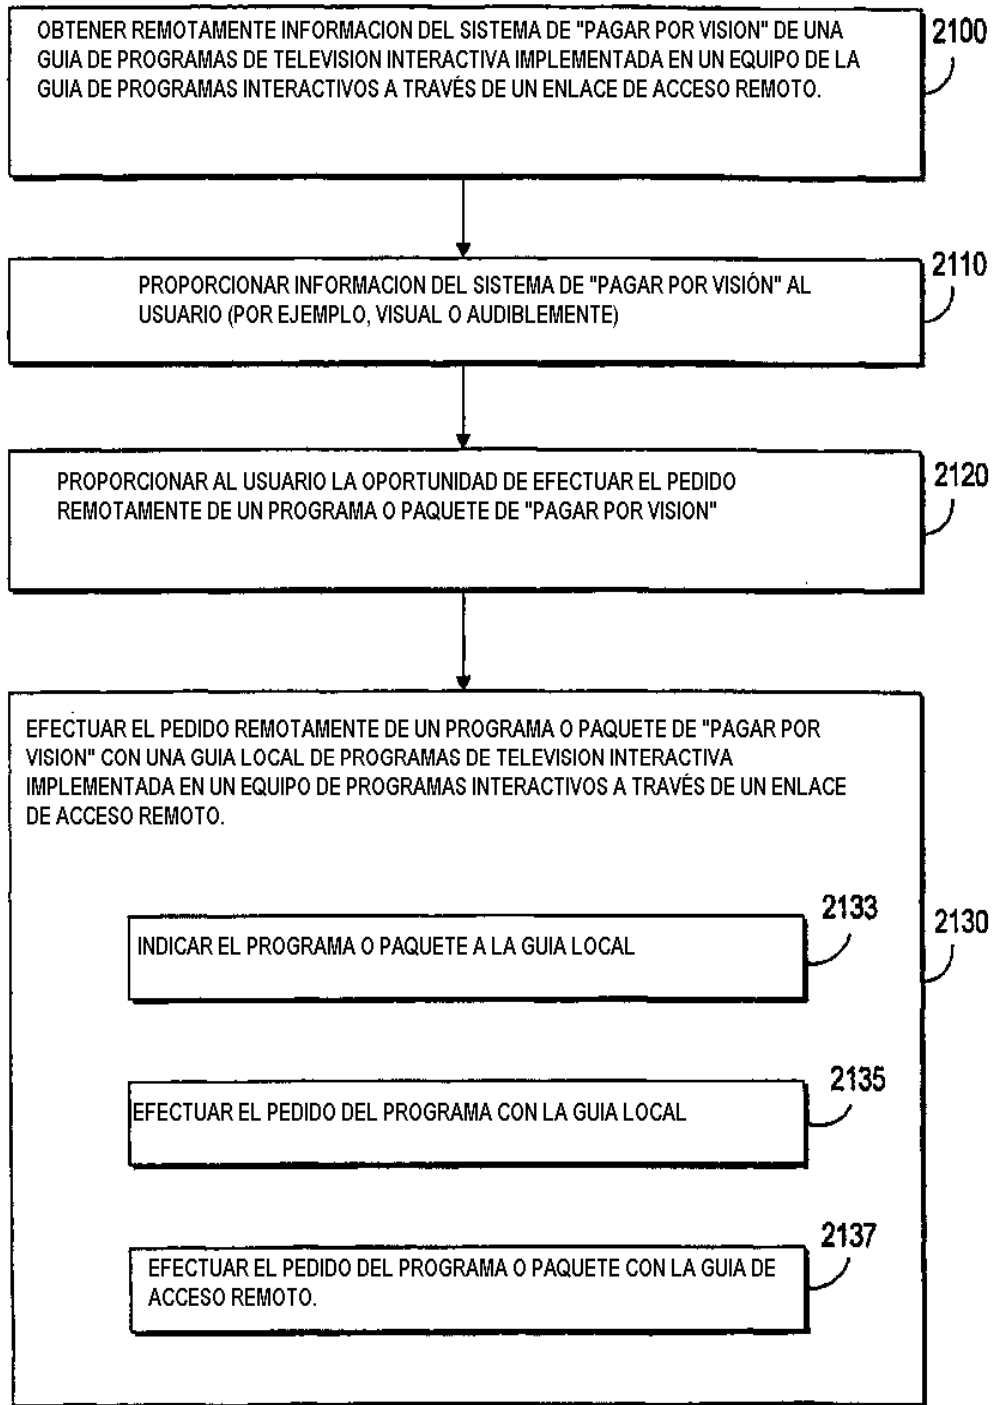 OBTENER REMOTAMENTE INFORMACION DEL SISTEMA DE "PAGAR POR VISION" DE UNA
GUIA DE PROGRAMAS DE TELEVISION INTERACTIVA IMPLEMENTADA EN UN EQUIPO DE LA
GUIA DE PROGRAMAS INTERACTIVOS A TRAVÉS DE UN ENLACE DE ACCESO REMOTO.
2100
PROPORCIONAR INFORMACION DEL SISTEMA DE "PAGAR POR VISIÓN" AL
USUARIO (POR EJEMPLO, VISUAL O AUDIBLEMENTE)
2110
PROPORCIONAR AL USUARIO LA OPORTUNIDAD DE EFECTUAR EL PEDIDO
REMOTAMENTE DE UN PROGRAMA O PAQUETE DE "PAGAR POR VISION"
2120
EFECTUAR EL PEDIDO REMOTAMENTE DE UN PROGRAMA O PAQUETE DE "PAGAR POR
VISION" CON UNA GUIA LOCAL DE PROGRAMAS DE TELEVISION INTERACTIVA
IMPLEMENTADA EN UN EQUIPO DE PROGRAMAS INTERACTIVOS A TRAVÉS DE UN ENLACE
DE ACCESO REMOTO.
2130
INDICAR EL PROGRAMA O PAQUETE A LA GUIA LOCAL
2133
EFECTUAR EL PEDIDO DEL PROGRAMA CON LA GUIA LOCAL
2135
EFECTUAR EL PEDIDO DEL PROGRAMA O PAQUETE CON LA GUIA DE
ACCESO REMOTO.
2137